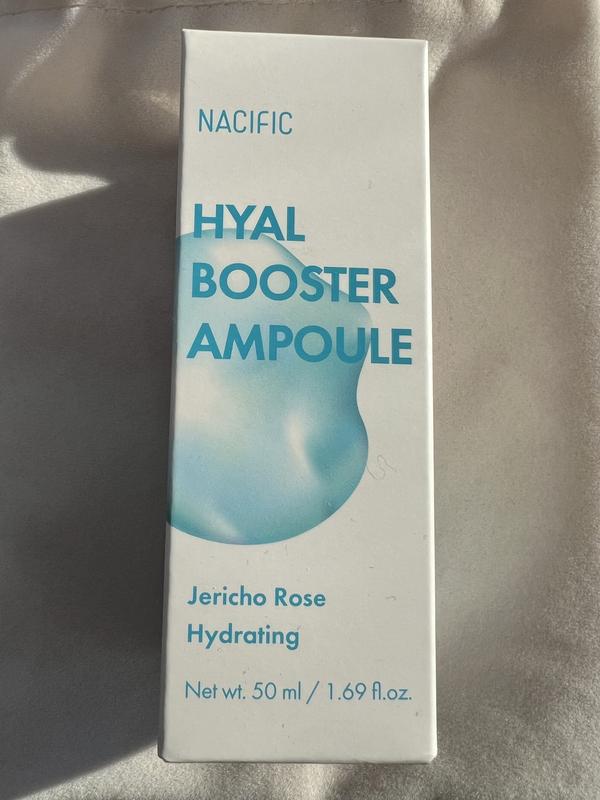 NACIFIC
HYAL
BOOSTER
AMPOULE
Jericho Rose
Hydrating
Net wt. 50 ml / 1.69 fl.oz.